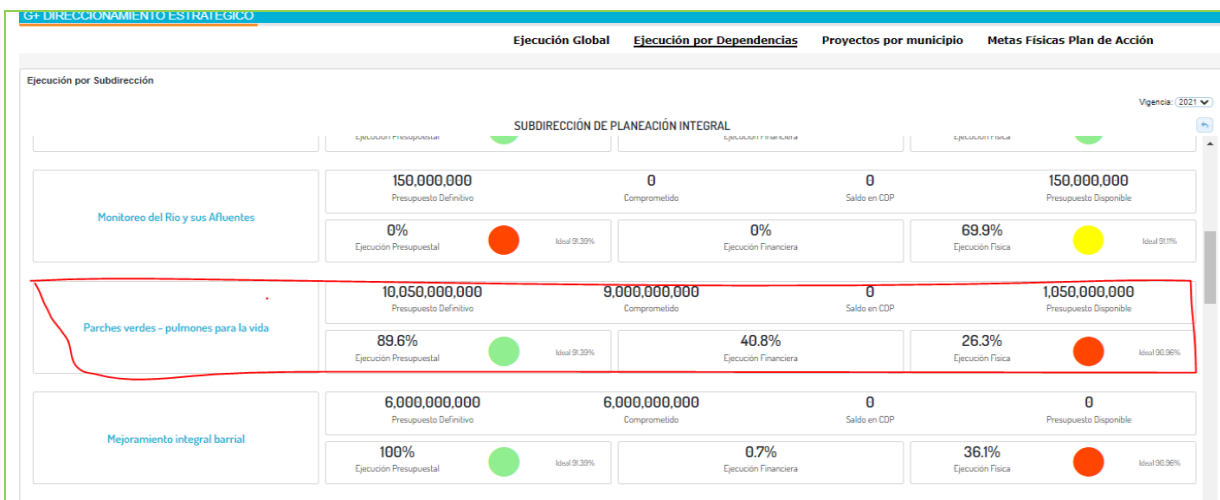 G+ DIRECCIONAMIENTO ESTRATEGICO
Ejecución Global Ejecución por Dependencias Proyectos por municipio Metas Físicas Plan de Acción
Ejecución por Subdirección
Vigencia: 2021
SUBDIRECCIÓN DE PLANEACIÓN INTEGRAL
Ejecución Presupuestal Ejecución Financiera Ejecución Fisica
Monitoreo del Rio y sus Afluentes
150,000,000 0 0 150,000,000
Presupuesto Definitivo Comprometido Saldo en CDP Presupuesto Disponible
0% 0% 69.9%
Ejecución Presupuestal Ideal 91.39% Ejecución Financiera Ejecución Fisica Ideal 91.11%
Parches verdes - pulmones para la vida
10,050,000,000 9,000,000,000 0 1,050,000,000
Presupuesto Definitivo Comprometido Saldo en CDP Presupuesto Disponible
89.6% 40.8% 26.3%
Ejecución Presupuestal Ideal 91.39% Ejecución Financiera Ejecución Fisica Ideal 90.96%
Mejoramiento integral barrial
6,000,000,000 6,000,000,000 0 0
Presupuesto Definitivo Comprometido Saldo en CDP Presupuesto Disponible
100% 0.7% 36.1%
Ejecución Presupuestal Ideal 91.39% Ejecución Financiera Ejecución Fisica Ideal 90.96%